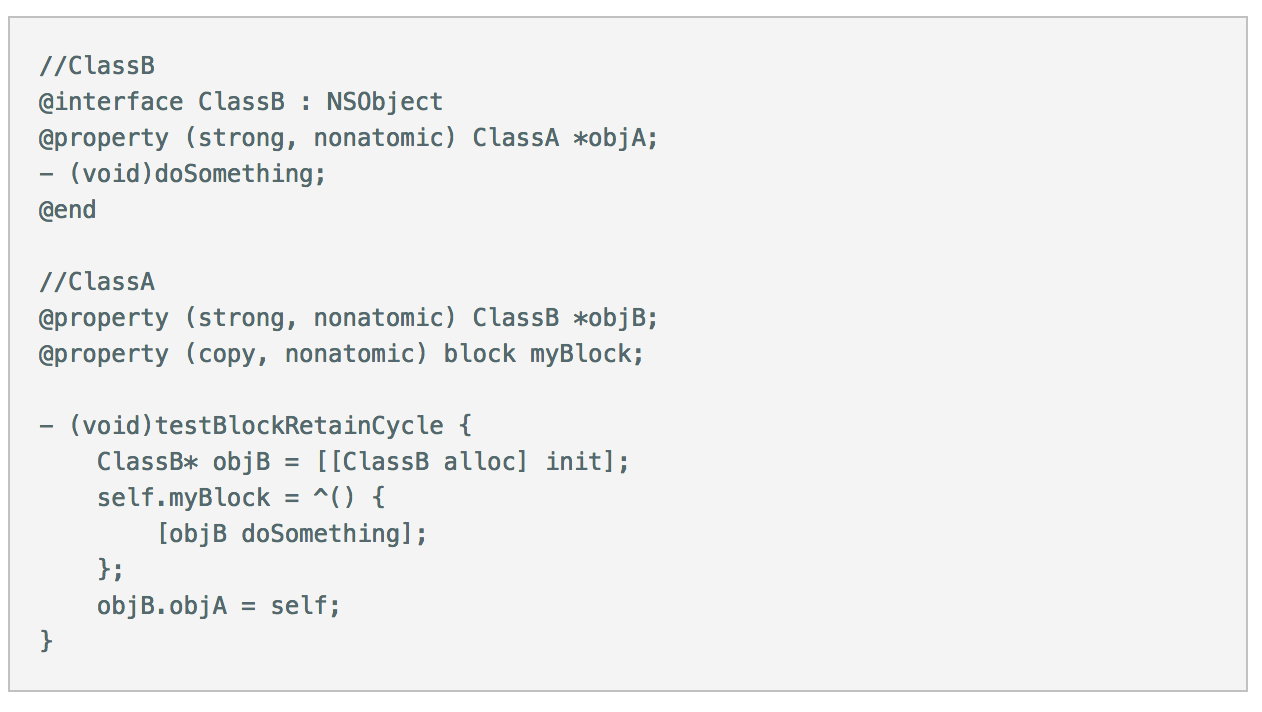 //ClassB
@interface ClassB : NSObject
@property (strong, nonatomic) ClassA *objA;
- (void)doSomething;
@end

//ClassA
@property (strong, nonatomic) ClassB *objB;
@property (copy, nonatomic) block myBlock;

- (void)testBlockRetainCycle {
    ClassB* objB = [[ClassB alloc] init];
    self.myBlock = ^() {
        [objB doSomething];
    };
    objB.objA = self;
}